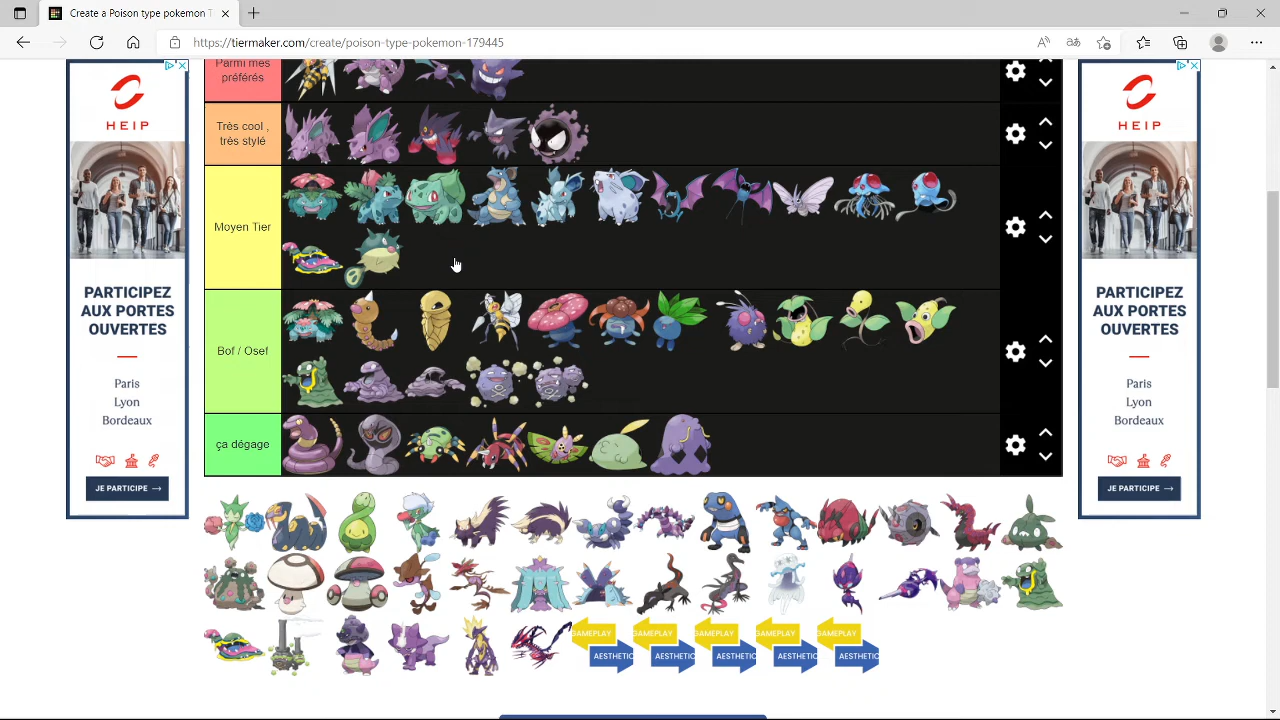 Create a Pokemon T
https://tiermaker.com/create/poison-type-pokemon-179445
HEIP
PARTICIPEZ
AUX PORTES
OUVERTES
Paris
Lyon
Bordeaux
JE PARTICIPE →
Parmi mes
préférés
Très cool ,
très stylé
Moyen Tier
Bof / Osef
ça dégage
HEIP
PARTICIPEZ
AUX PORTES
OUVERTES
Paris
Lyon
Bordeaux
JE PARTICIPE →
GAMEPLAY
AESTHETIC
GAMEPLAY
AESTHETIC
GAMEPLAY
AESTHETIC
GAMEPLAY
AESTHETIC
GAMEPLAY
AESTHETIC